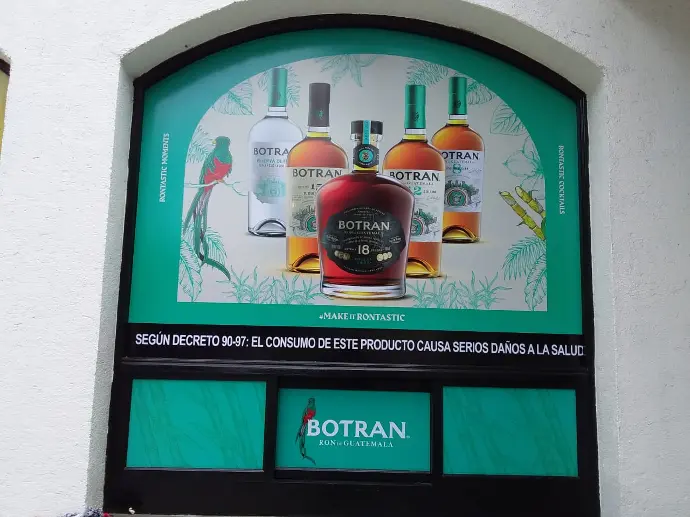 RONTASTIC MOMENTS
RONTASTIC COCKTAILS
BOTRAN
BOTRAN
BOTRAN
BOTRAN
BOTRAN
18
#MAKE IT RONTASTIC
SEGÚN DECRETO 90-97: EL CONSUMO DE ESTE PRODUCTO CAUSA SERIOS DAÑOS A LA SALUD
BOTRAN
RON DE GUATEMALA